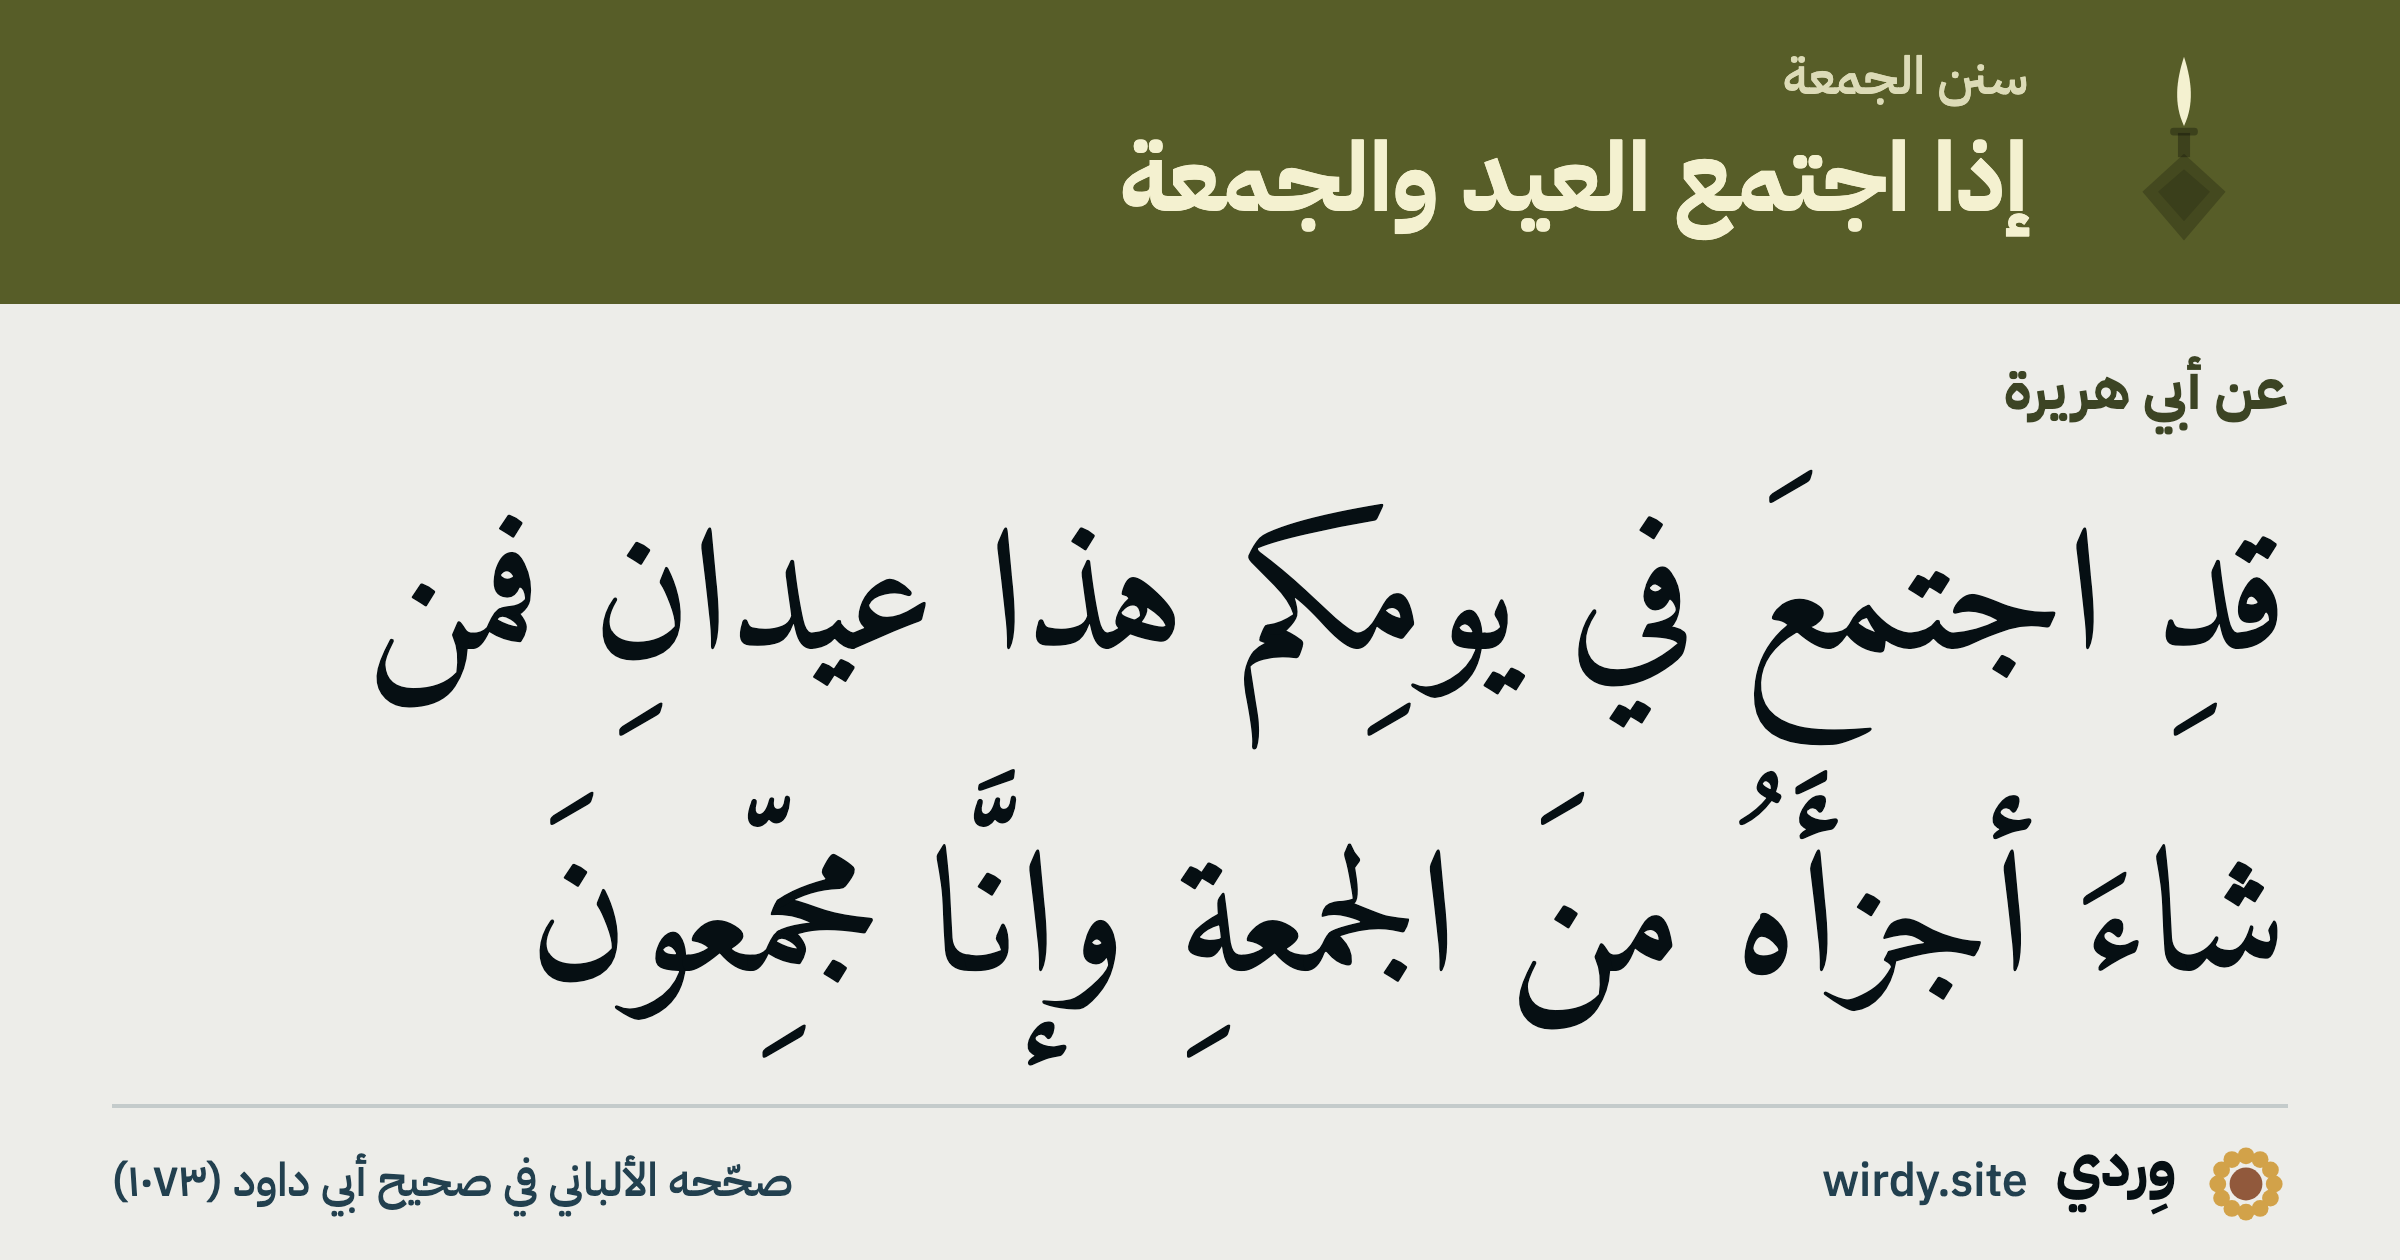 سنن الجمعة
إذا اجتمع العيد والجمعة
عن أبي هريرة
قدِ اجتمعَ في يومِكم هذا عيدانِ فمن
شاءَ أجزأَهُ منَ الجمعةِ وإنَّا مجمِّعونَ
وِردي wirdy.site
صحّحه الألباني في صحيح أبي داود (١٠٧٣)